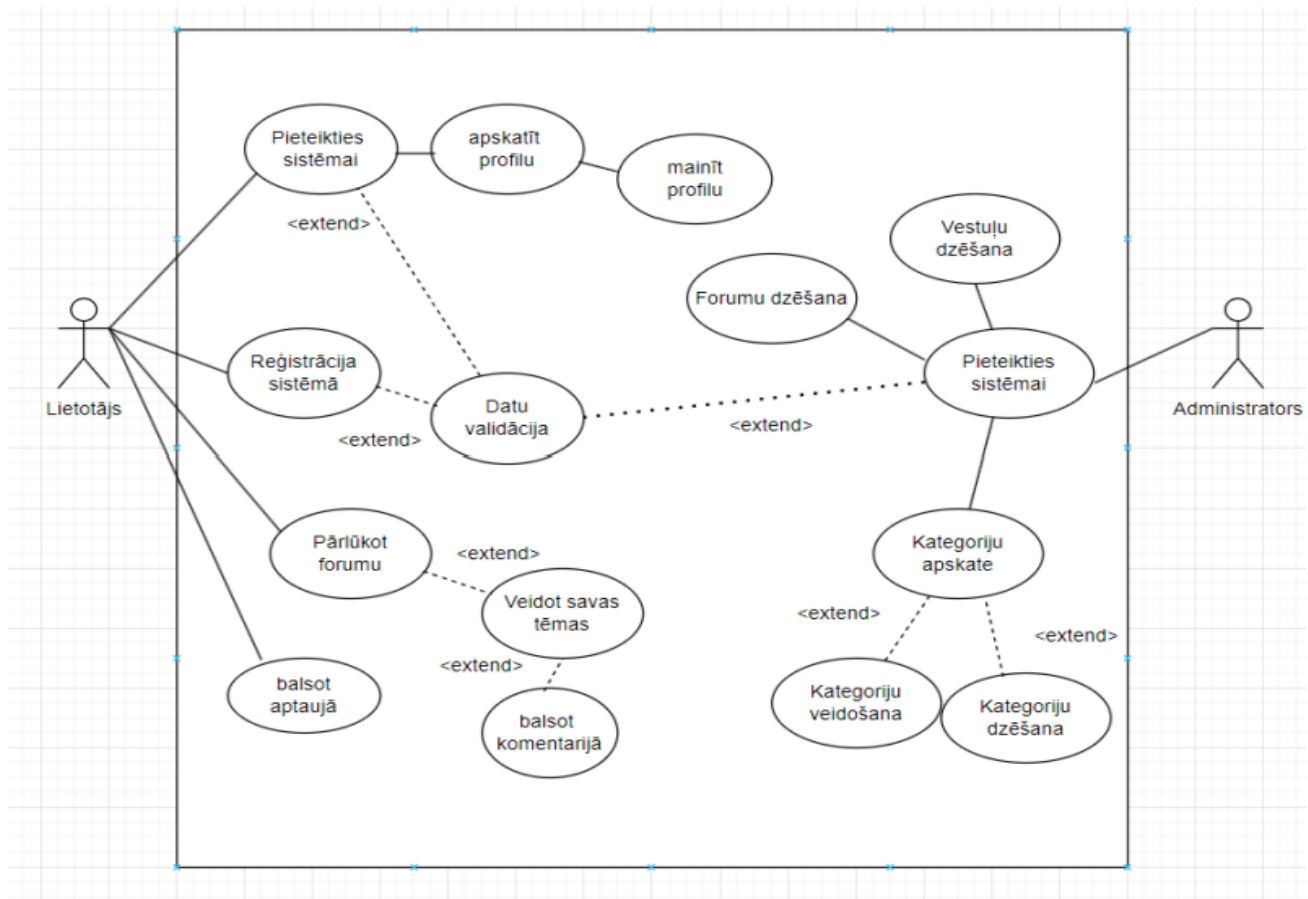 Pieteikties
sistēmai
apskatīt
profilu
mainīt
profilu
<extend>
Vestuļu
dzēšana
Forumu dzēšana
Lietotājs
Reģistrācija
sistēmā
<extend>
Datu
validācija
<extend>
Pieteikties
sistēmai
Administrators
Pārlūkot
forumu
<extend>
Veidot savas
tēmas
<extend>
balsot
aptaujā
balsot
komentarijā
Kategoriju
apskate
<extend>
<extend>
Kategoriju
veidošana
Kategoriju
dzēšana